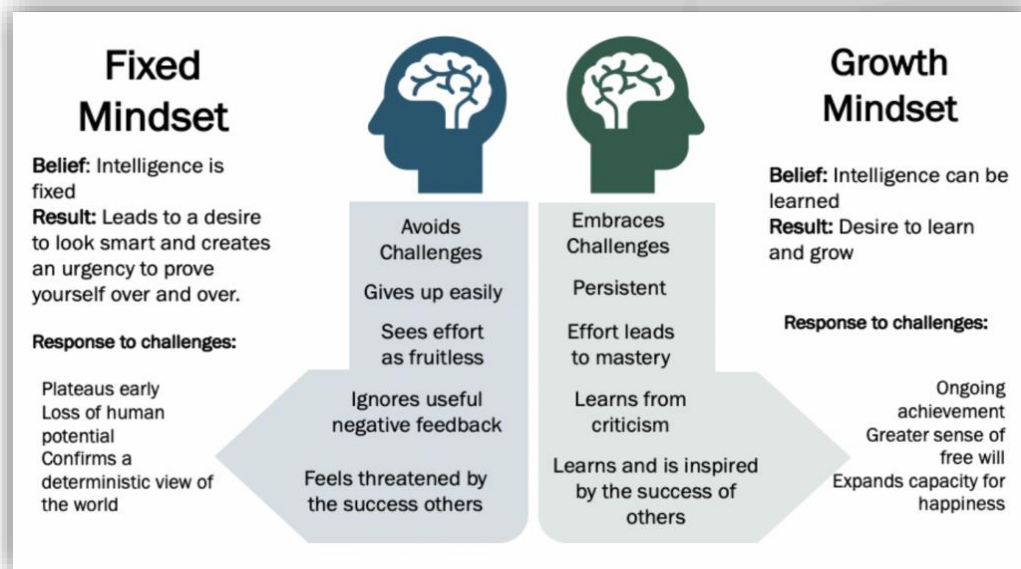 Fixed
Mindset
Belief: Intelligence is
fixed
Result: Leads to a desire
to look smart and creates
an urgency to prove
yourself over and over.
Response to challenges:
Plateaus early
Loss of human
potential
Confirms a
deterministic view of
the world
Avoids
Challenges
Gives up easily
Sees effort
as fruitless
Ignores useful
negative feedback
Feels threatened by
the success others
Embraces
Challenges
Persistent
Effort leads
to mastery
Learns from
criticism
Learns and is inspired
by the success of
others
Growth
Mindset
Belief: Intelligence can be
learned
Result: Desire to learn
and grow
Response to challenges:
Ongoing
achievement
Greater sense of
free will
Expands capacity for
happiness